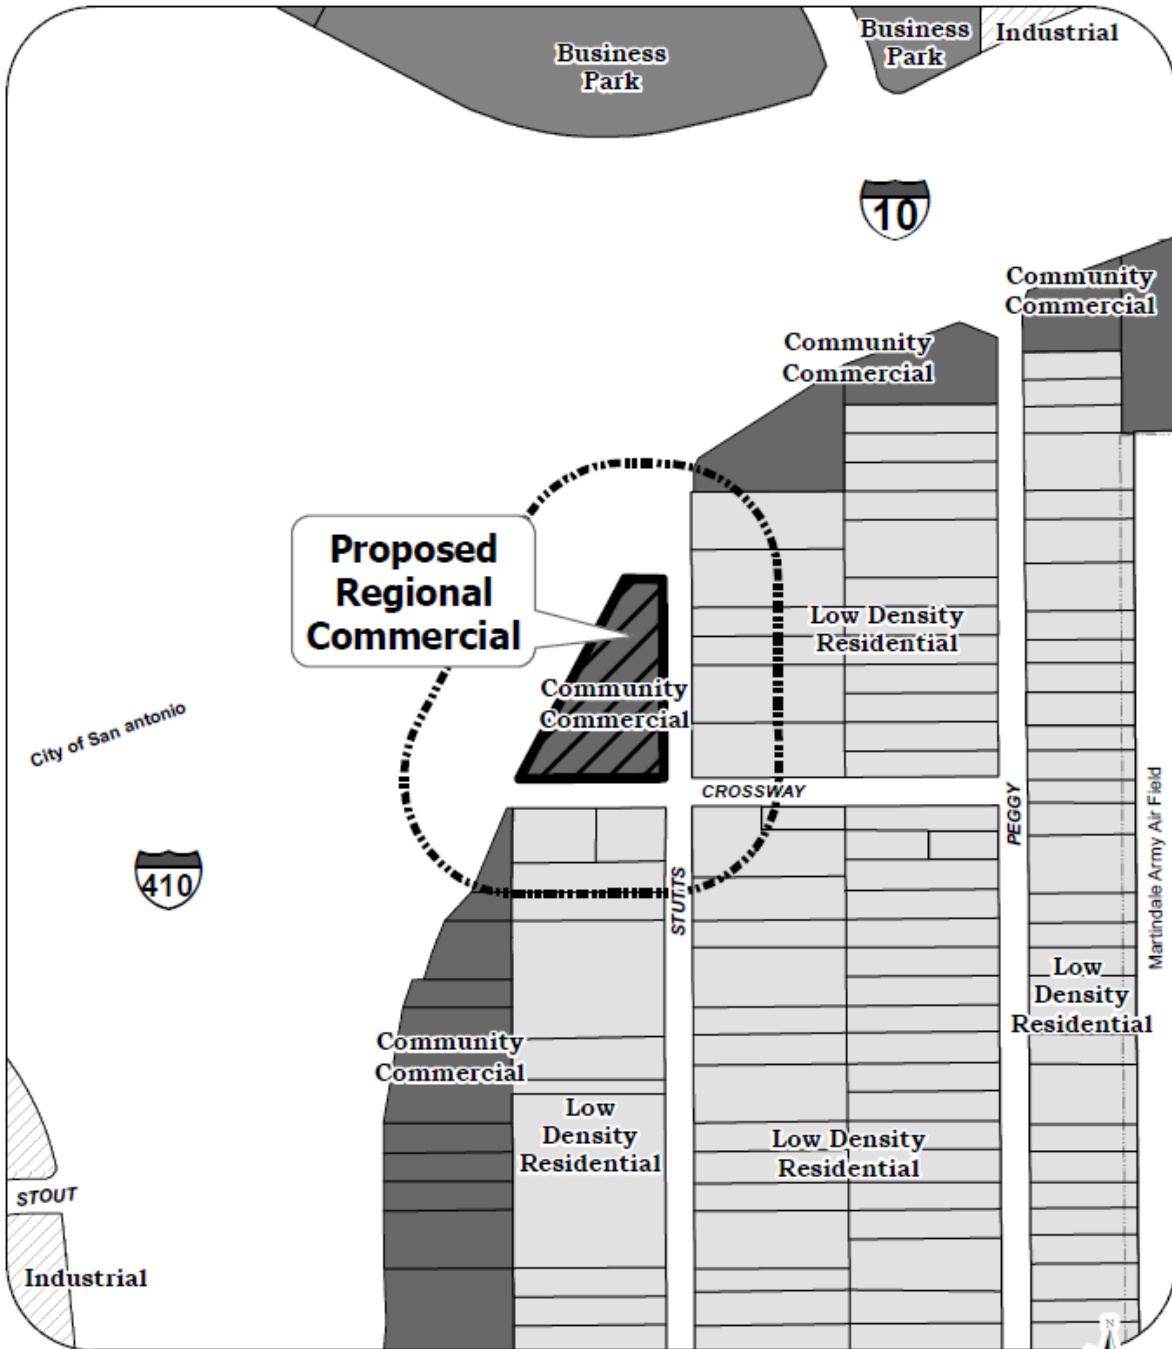 Business
Park
Business
Park
Industrial
10
Community
Commercial
Community
Commercial
Proposed
Regional
Commercial
Low Density
Residential
Community
Commercial
City of San antonio
CROSSWAY
PEGGY
Martindale Army Air Field
410
STUTTS
Low
Density
Residential
Community
Commercial
Low
Density
Residential
Low Density
Residential
STOUT
Industrial
N